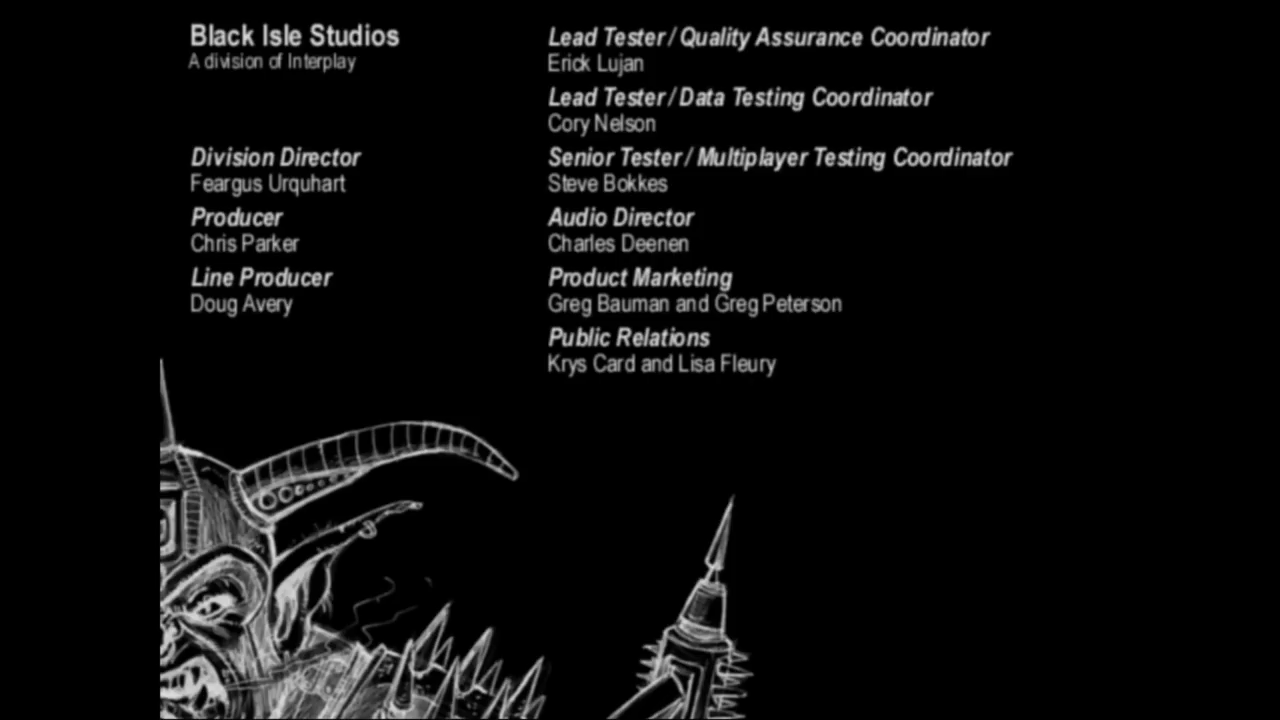 Black Isle Studios
A division of Interplay
Division Director
Feargus Urquhart
Producer
Chris Parker
Line Producer
Doug Avery
Lead Tester / Quality Assurance Coordinator
Erick Lujan
Lead Tester / Data Testing Coordinator
Cory Nelson
Senior Tester / Multiplayer Testing Coordinator
Steve Bokkes
Audio Director
Charles Deenen
Product Marketing
Greg Bauman and Greg Peterson
Public Relations
Krys Card and Lisa Fleury